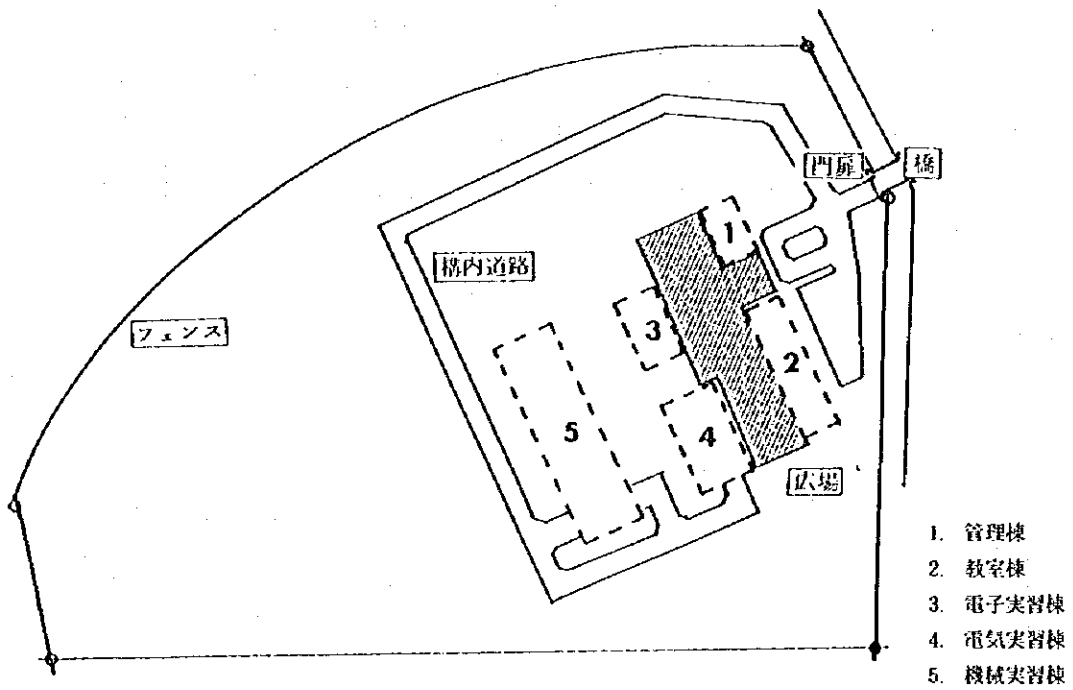 門扉
橋
1
構内道路
3
フェンス
2
5
4
広場
1. 管理棟
2. 教室棟
3. 電子実習棟
4. 電気実習棟
5. 機械実習棟